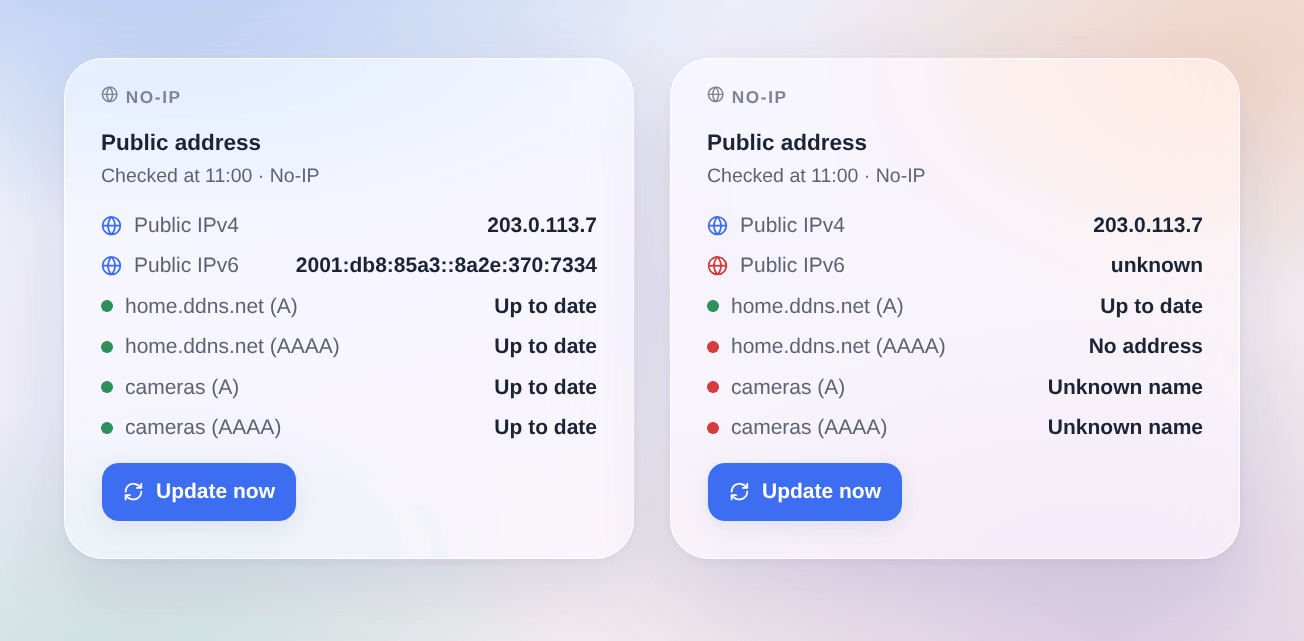 NO-IP
Public address
Checked at 11:00 · No-IP
Public IPv4 203.0.113.7
Public IPv6 2001:db8:85a3::8a2e:370:7334
home.ddns.net (A) Up to date
home.ddns.net (AAAA) Up to date
cameras (A) Up to date
cameras (AAAA) Up to date
Update now
NO-IP
Public address
Checked at 11:00 · No-IP
Public IPv4 203.0.113.7
Public IPv6 unknown
home.ddns.net (A) Up to date
home.ddns.net (AAAA) No address
cameras (A) Unknown name
cameras (AAAA) Unknown name
Update now